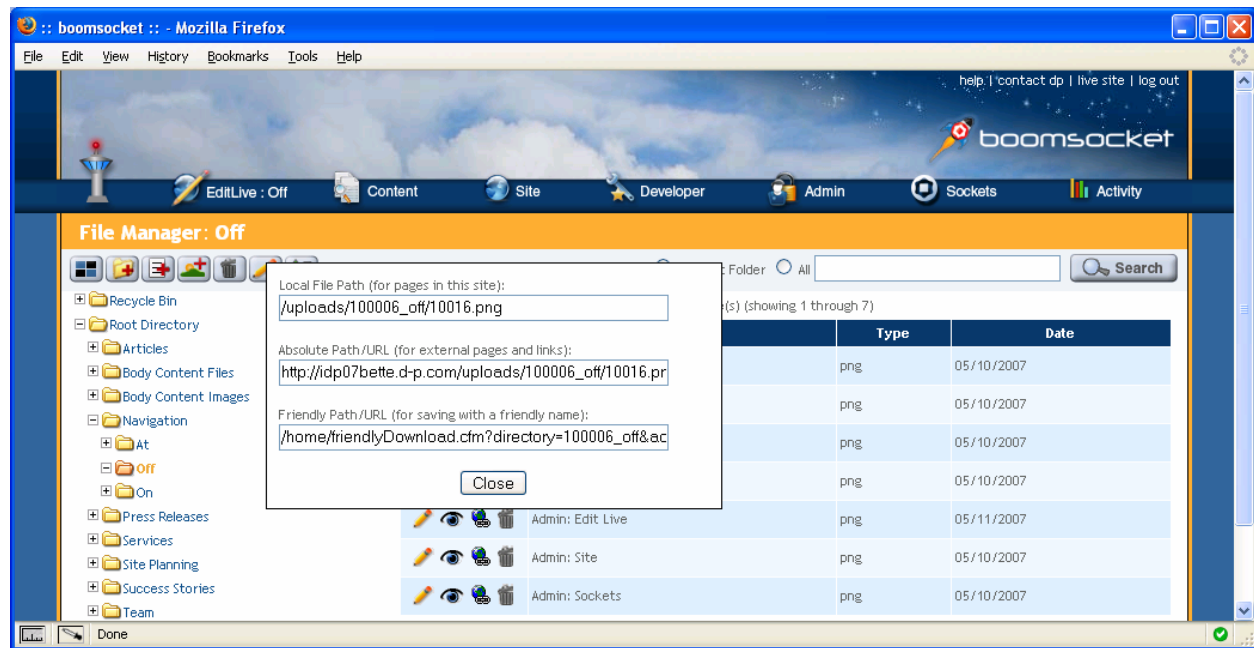 :: boomsocket :: - Mozilla Firefox
File Edit View History Bookmarks Tools Help
help | contact dp | live site | log out
boomsocket
EditLive : Off Content Site Developer Admin Sockets Activity
File Manager: Off
Folder All Search
(s) (showing 1 through 7)
Type Date
Recycle Bin
Root Directory
Articles
Body Content Files
Body Content Images
Navigation
At
Off
On
Press Releases
Services
Site Planning
Success Stories
Team
Local File Path (for pages in this site):
/uploads/100006_off/10016.png
Absolute Path/URL (for external pages and links):
http://idp07bette.d-p.com/uploads/100006_off/10016.pr
Friendly Path/URL (for saving with a friendly name):
/home/friendlyDownload.cfm?directory=100006_off&ac
Close
png 05/10/2007
png 05/10/2007
png 05/10/2007
png 05/10/2007
Admin: Edit Live png 05/11/2007
Admin: Site png 05/10/2007
Admin: Sockets png 05/10/2007
Done